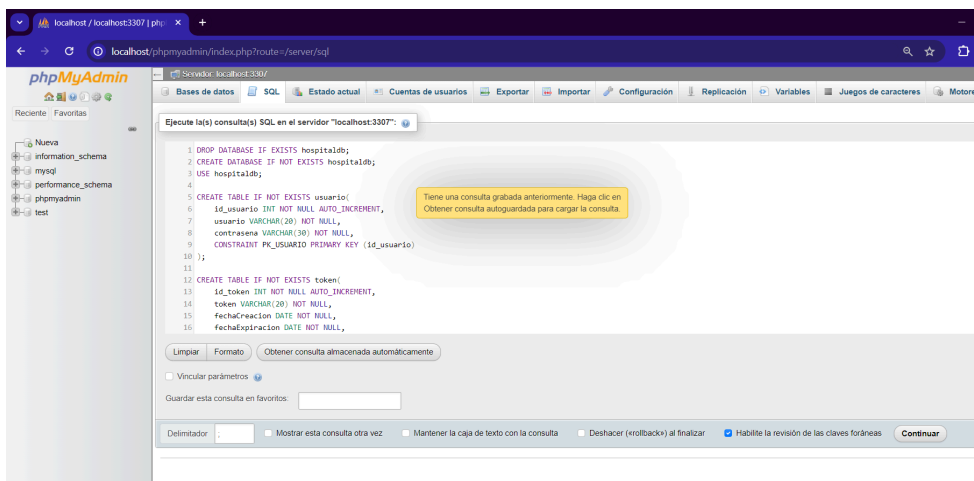 localhost / localhost:3307 | php
localhost/phpmyadmin/index.php?route=/server/sql
phpMyAdmin
Reciente Favoritas
Nueva
information_schema
mysql
performance_schema
phpmyadmin
test
Servidor: localhost:3307
Bases de datos SQL Estado actual Cuentas de usuarios Exportar Importar Configuración Replicación Variables Juegos de caracteres Motore
Ejecute la(s) consulta(s) SQL en el servidor "localhost:3307":
1 DROP DATABASE IF EXISTS hospitaldb;
2 CREATE DATABASE IF NOT EXISTS hospitaldb;
3 USE hospitaldb;
4
5 CREATE TABLE IF NOT EXISTS usuario(
6 id_usuario INT NOT NULL AUTO_INCREMENT,
7 usuario VARCHAR(20) NOT NULL,
8 contrasena VARCHAR(30) NOT NULL,
9 CONSTRAINT PK_USUARIO PRIMARY KEY (id_usuario)
10 );
11
12 CREATE TABLE IF NOT EXISTS token(
13 id_token INT NOT NULL AUTO_INCREMENT,
14 token VARCHAR(20) NOT NULL,
15 fechaCreacion DATE NOT NULL,
16 fechaExpiracion DATE NOT NULL,
Tiene una consulta grabada anteriormente. Haga clic en
Obtener consulta autoguardada para cargar la consulta.
Limpiar Formato Obtener consulta almacenada automáticamente
Vincular parámetros
Guardar esta consulta en favoritos:
Delimitador ; Mostrar esta consulta otra vez Mantener la caja de texto con la consulta Deshacer («rollback») al finalizar Habilite la revisión de las claves foráneas Continuar